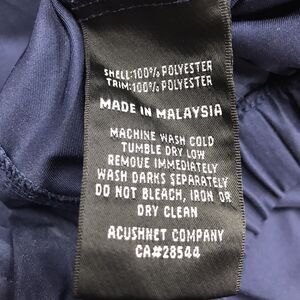 SHELL:100% POLYESTER
TRIM:100% POLYESTER
MADE IN MALAYSIA
MACHINE WASH COLD
TUMBLE DRY LOW
REMOVE IMMEDIATELY
WASH DARKS SEPARATELY
DO NOT BLEACH, IRON OR
DRY CLEAN
ACUSHNET COMPANY
CA#28544